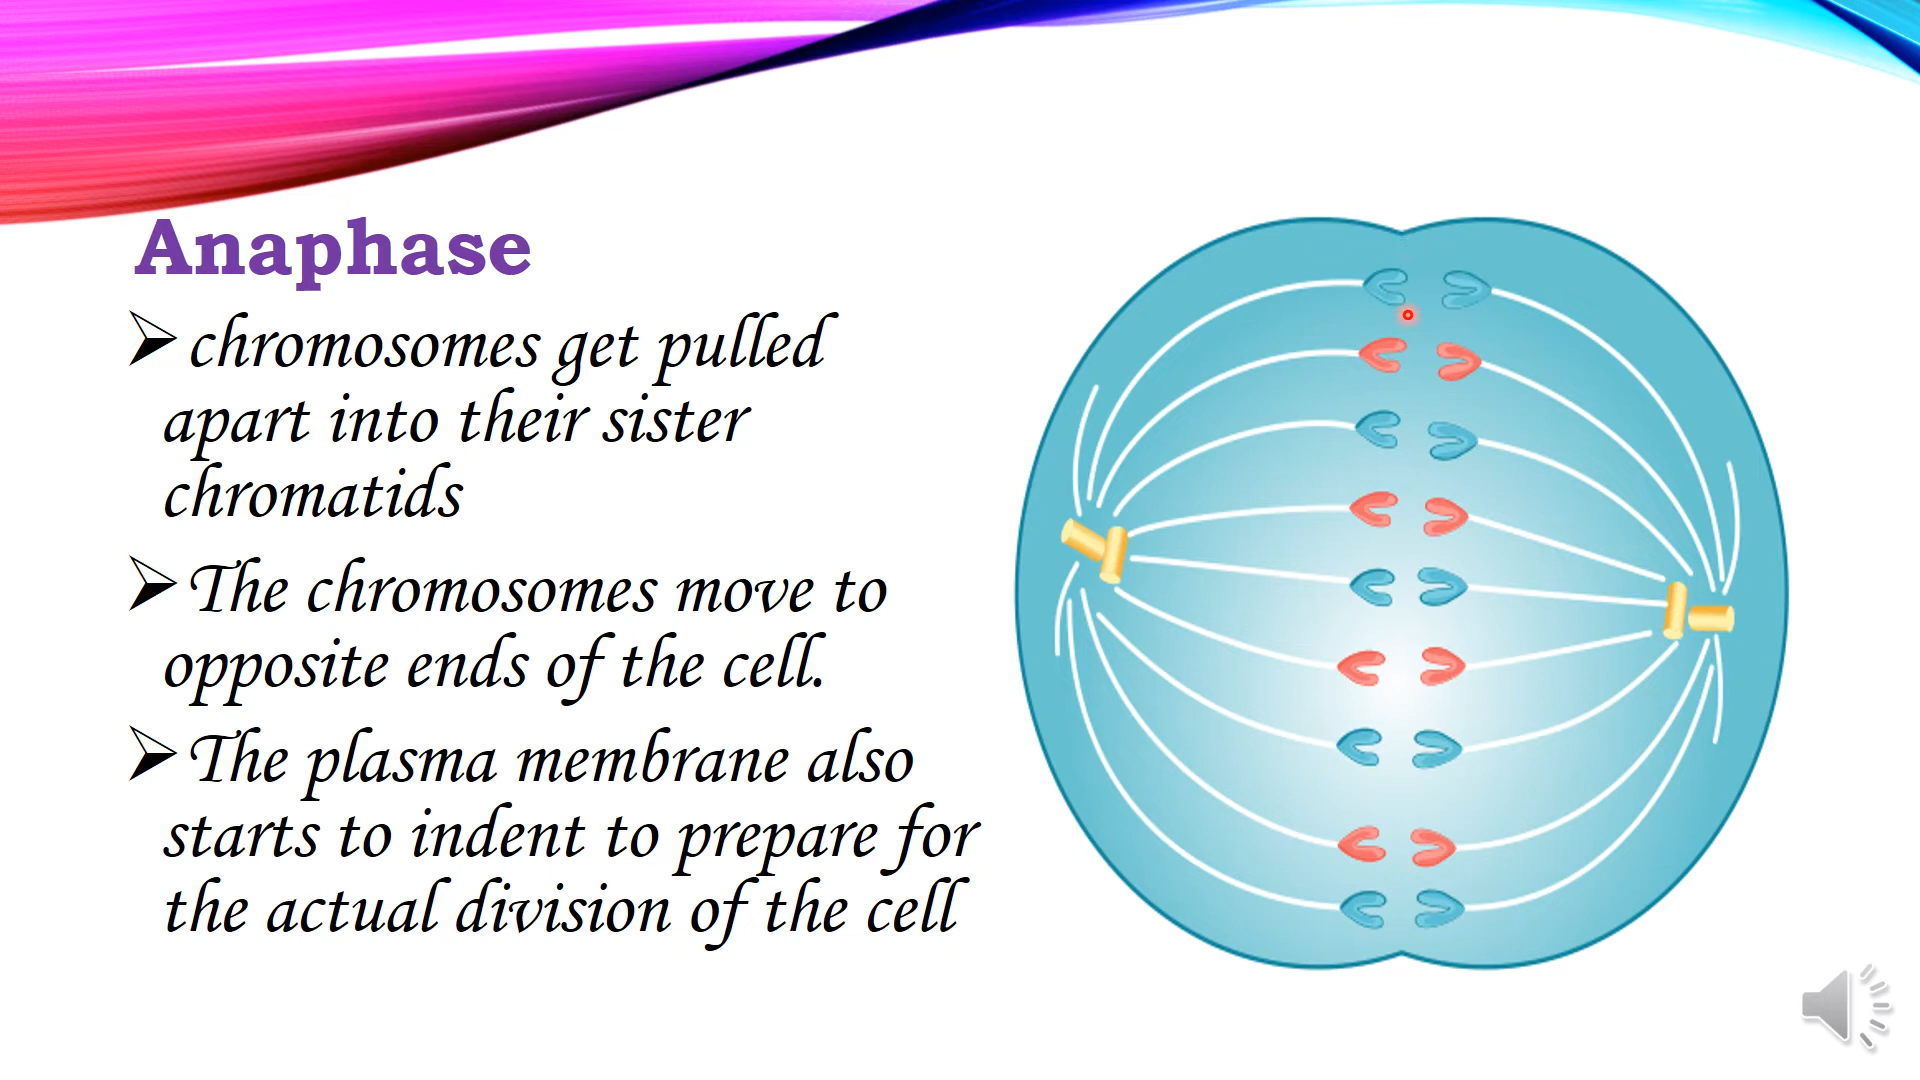 Anaphase
➢chromosomes get pulled
apart into their sister
chromatids
➢The chromosomes move to
opposite ends of the cell.
➢The plasma membrane also
starts to indent to prepare for
the actual division of the cell